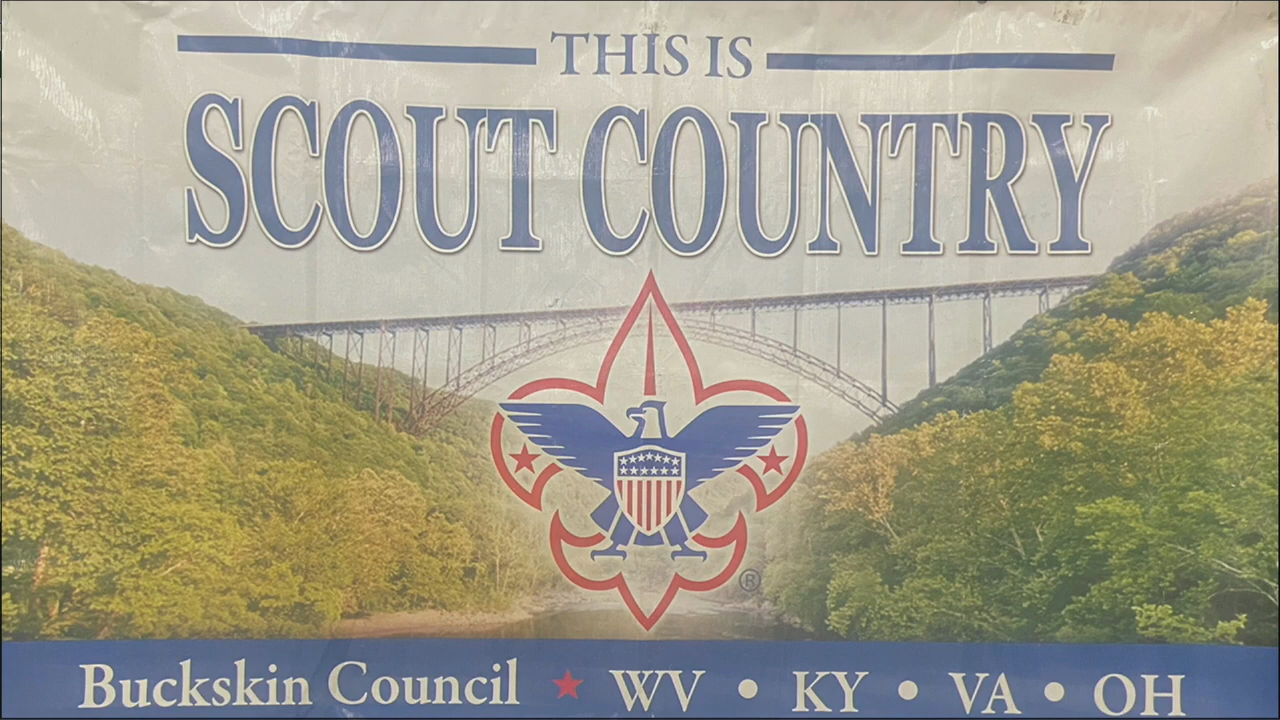 THIS IS
SCOUT COUNTRY
®
Buckskin Council ★ WV • KY • VA • OH